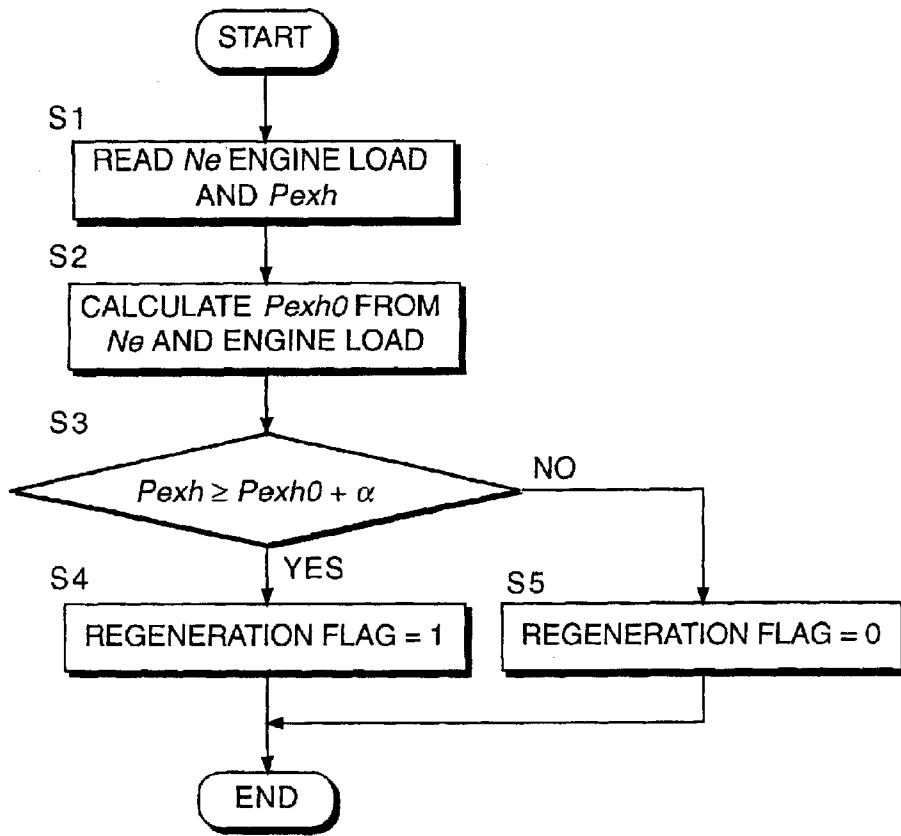 START
S1
READ Ne ENGINE LOAD
AND Pexh
S2
CALCULATE Pexh0 FROM
Ne AND ENGINE LOAD
S3
Pexh ≥ Pexh0 + α
NO
YES
S4
REGENERATION FLAG = 1
S5
REGENERATION FLAG = 0
END